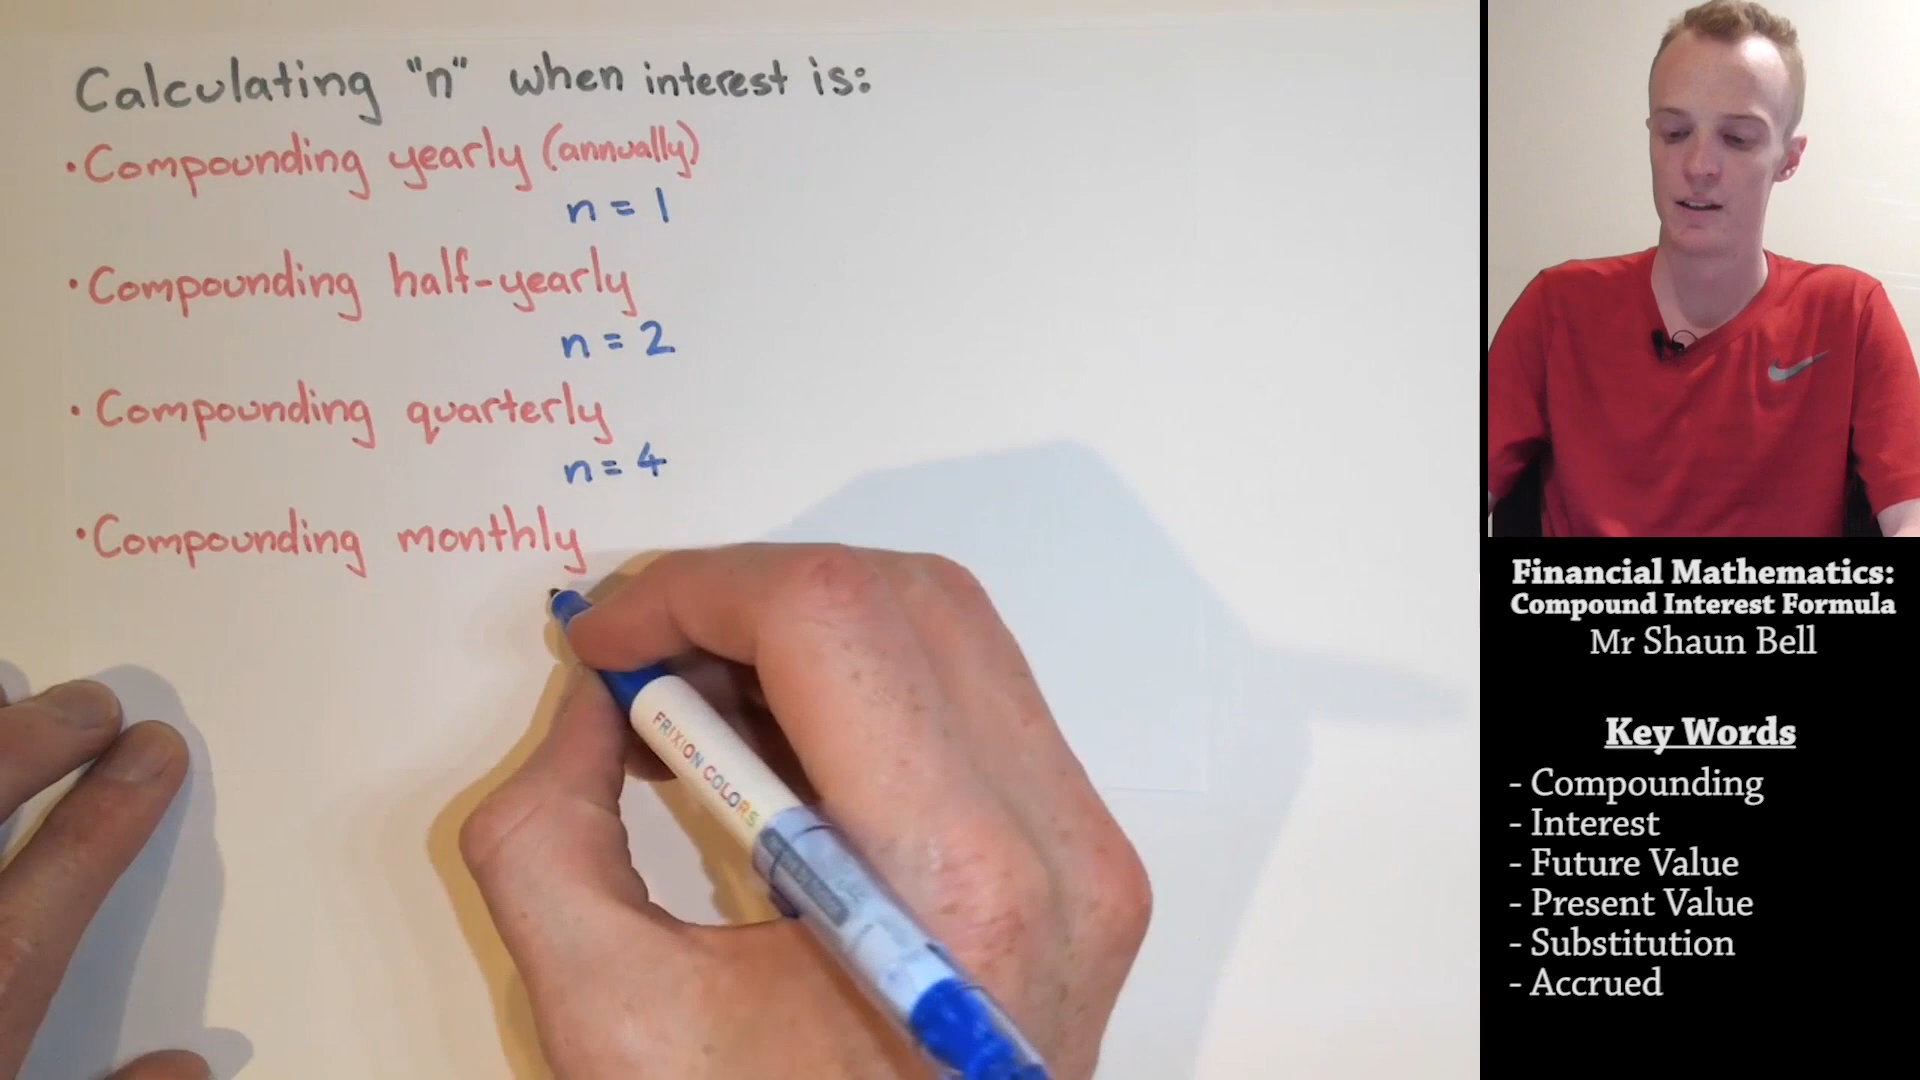 Calculating "n" when interest is:
• Compounding yearly (annually)
n = 1
• Compounding half-yearly
n = 2
• Compounding quarterly
n = 4
• Compounding monthly
FRIXION COLORS
Financial Mathematics:
Compound Interest Formula
Mr Shaun Bell
Key Words
- Compounding
- Interest
- Future Value
- Present Value
- Substitution
- Accrued